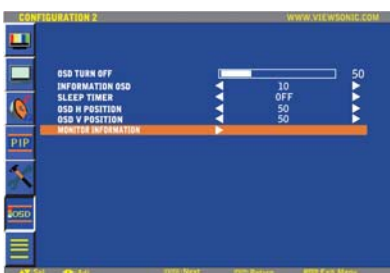 CONFIGURATION 2
WWW.VIEWSONIC.COM
OSD TURN OFF 50
INFORMATION OSD 10
SLEEP TIMER OFF
OSD H POSITION 50
OSD V POSITION 50
MONITOR INFORMATION
PIP
OSD